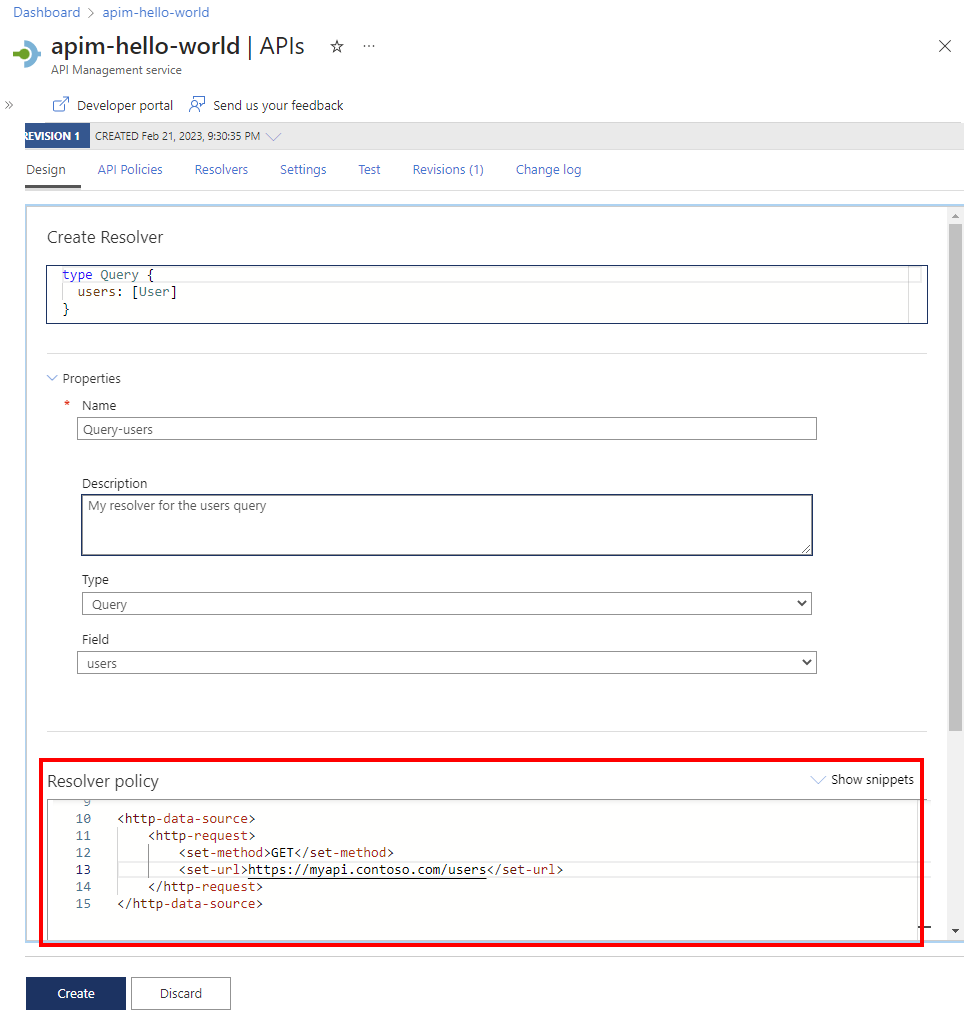 Dashboard > apim-hello-world
apim-hello-world | APIs
API Management service
Developer portal Send us your feedback
REVISION 1 CREATED Feb 21, 2023, 9:30:35 PM
Design API Policies Resolvers Settings Test Revisions (1) Change log
Create Resolver
type Query {
users: [User]
}
Properties
* Name
Query-users
Description
My resolver for the users query
Type
Query
Field
users
Resolver policy Show snippets
9
10 <http-data-source>
11 <http-request>
12 <set-method>GET</set-method>
13 <set-url>https://myapi.contoso.com/users</set-url>
14 </http-request>
15 </http-data-source>
Create Discard